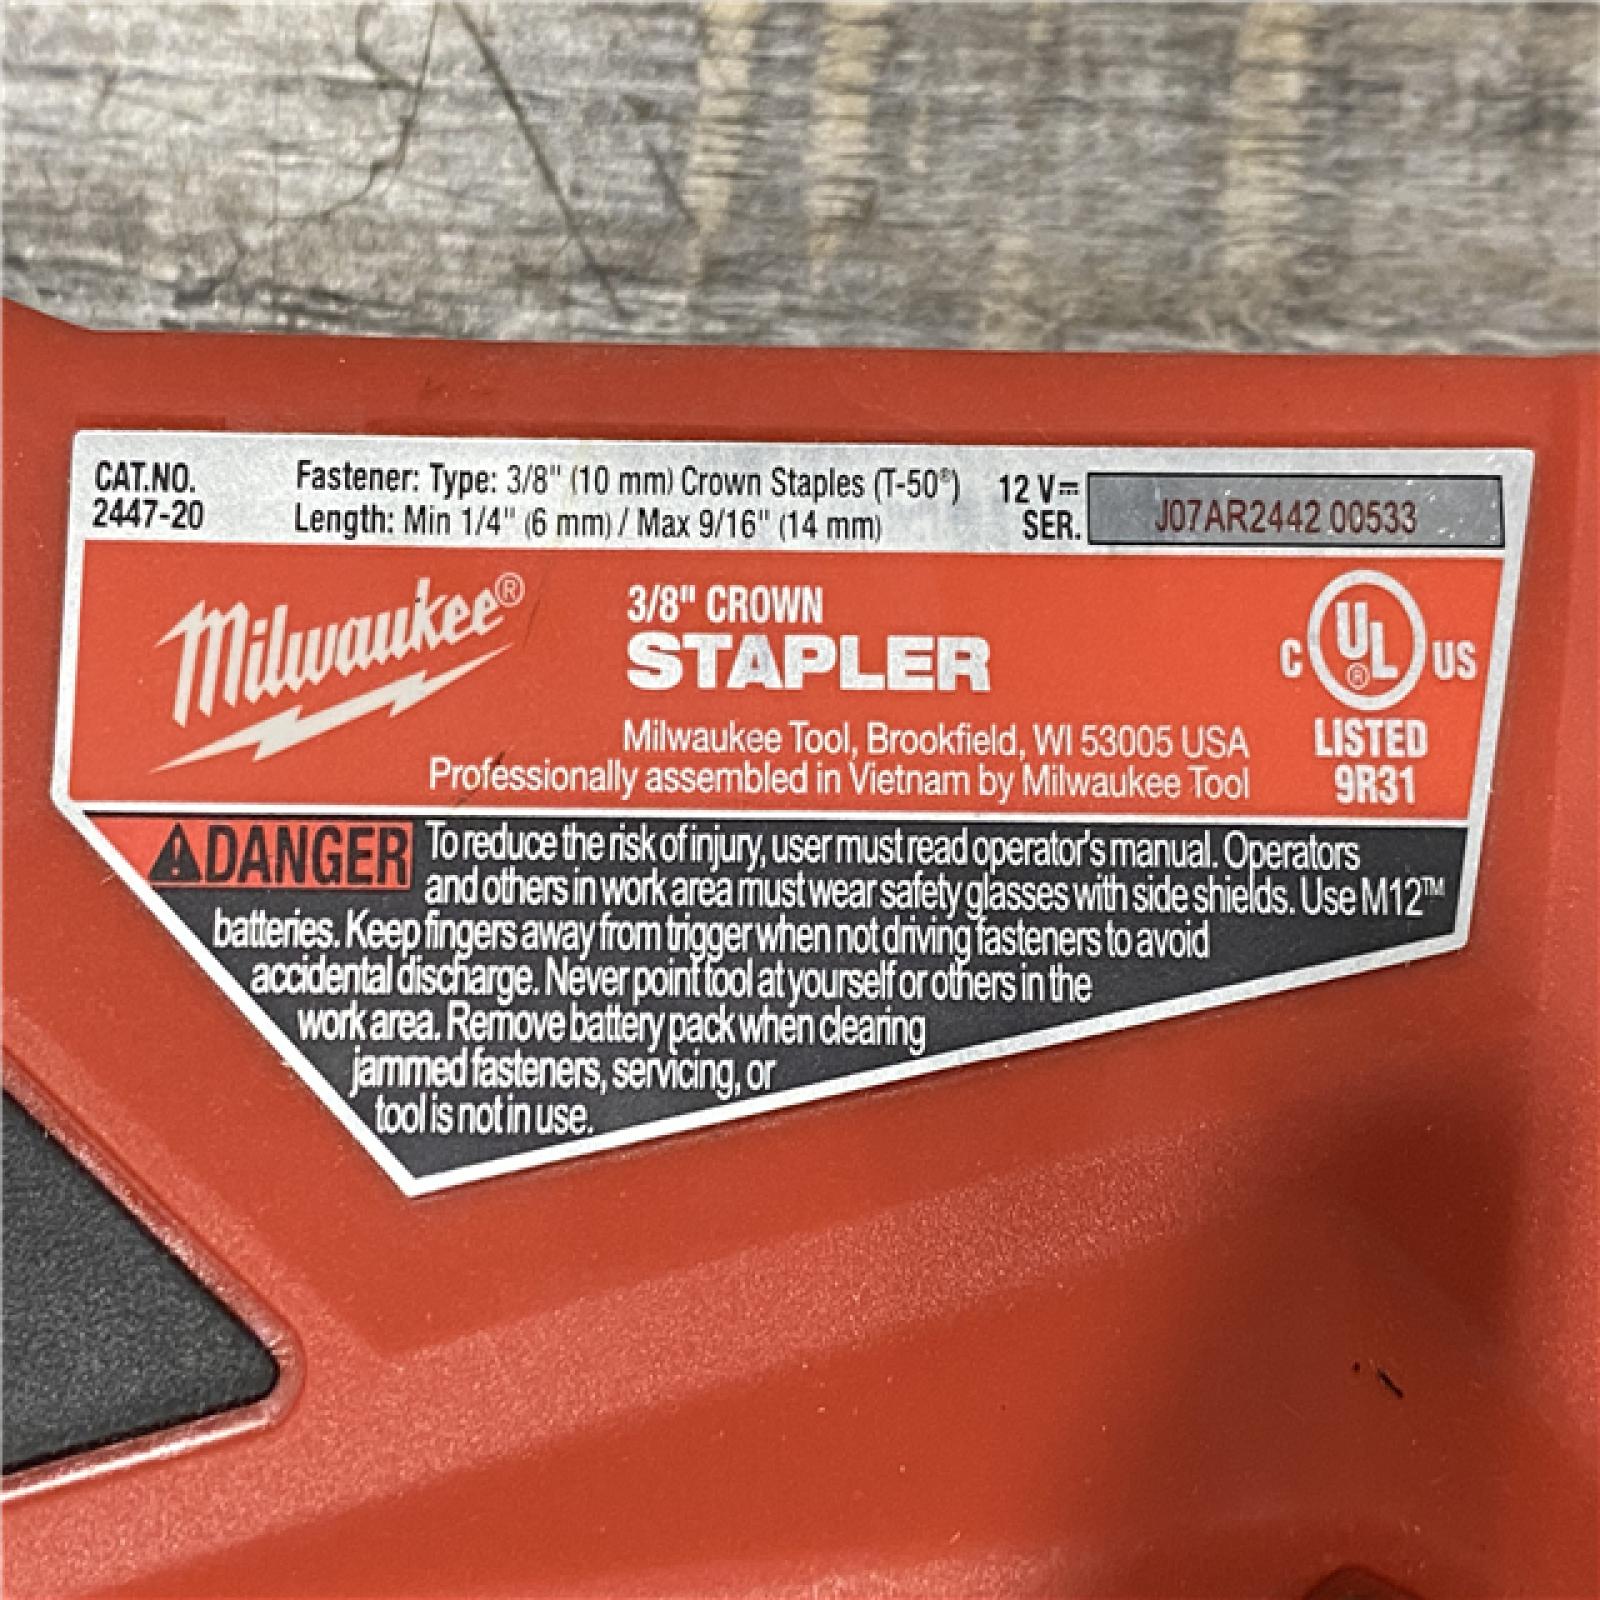 CAT.NO.
2447-20
Fastener: Type: 3/8" (10 mm) Crown Staples (T-50®)
Length: Min 1/4" (6 mm) / Max 9/16" (14 mm)
12 V⎓
SER.
J07AR2442 00533
Milwaukee®
3/8" CROWN
STAPLER
Milwaukee Tool, Brookfield, WI 53005 USA
Professionally assembled in Vietnam by Milwaukee Tool
C UL® US
LISTED
9R31
⚠DANGER To reduce the risk of injury, user must read operator's manual. Operators
and others in work area must wear safety glasses with side shields. Use M12™
batteries. Keep fingers away from trigger when not driving fasteners to avoid
accidental discharge. Never point tool at yourself or others in the
work area. Remove battery pack when clearing
jammed fasteners, servicing, or
tool is not in use.